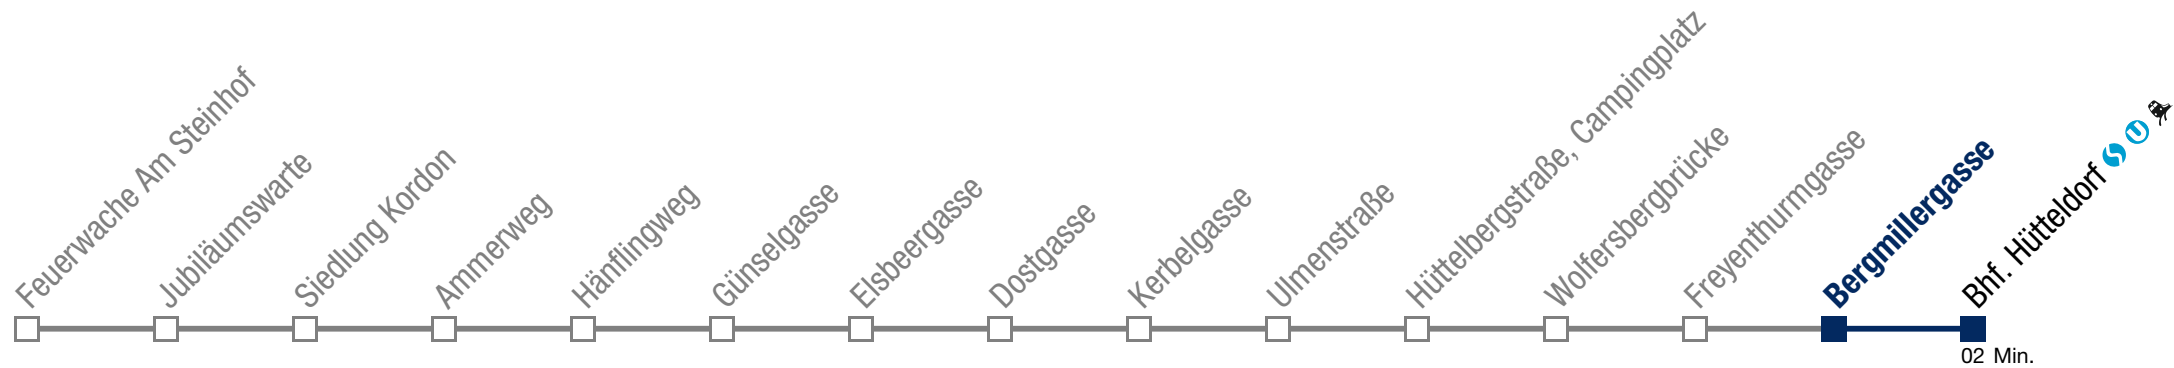 Feuerwache Am Steinhof
Jubiläumswarte
Siedlung Kordon
Ammerweg
Hänflingweg
Günselgasse
Elsbeergasse
Dostgasse
Kerbelgasse
Ulmenstraße
Hüttelbergstraße, Campingplatz
Wolfersbergbrücke
Freyenthurmgasse
Bergmillergasse
Bhf. Hütteldorf S U
02 Min.